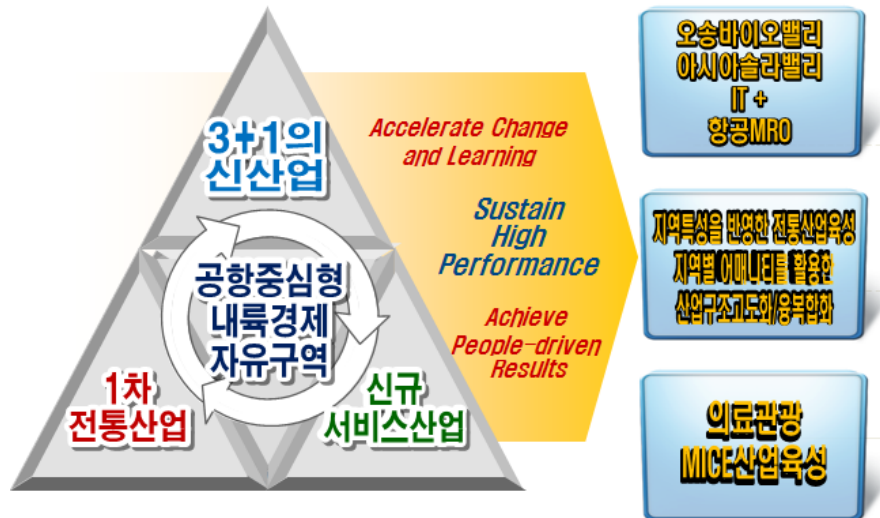 3+1의
신산업
공항중심형
내륙경제
자유구역
1차
전통산업
신규
서비스산업
Accelerate Change
and Learning
Sustain
High
Performance
Achieve
People-driven
Results
오송바이오밸리
아시아솔라밸리
IT +
항공MRO
지역특성을 반영한 전통산업육성
지역별 어매니티를 활용한
산업구조고도화/융복합화
의료관광
MICE산업육성